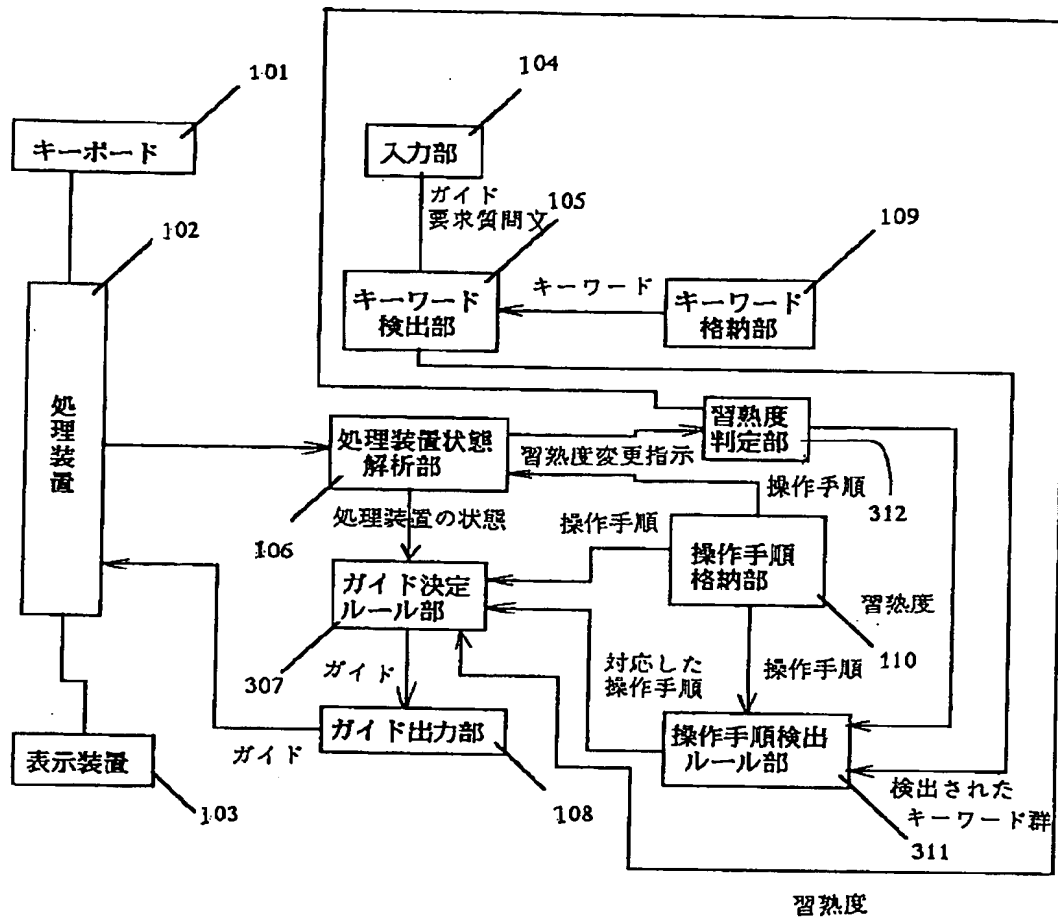 101
キーボード
104
入力部
ガイド
要求質問文
105
109
102
キーワード
検出部
キーワード
キーワード
格納部
処理装置
処理装置状態
解析部
習熟度変更指示
習熟度
判定部
操作手順
312
106
処理装置の状態
操作手順
操作手順
格納部
ガイド決定
ルール部
習熟度
110
307
ガイド
対応した
操作手順
操作手順
ガイド出力部
ガイド
108
操作手順検出
ルール部
検出された
キーワード群
311
表示装置
103
習熟度